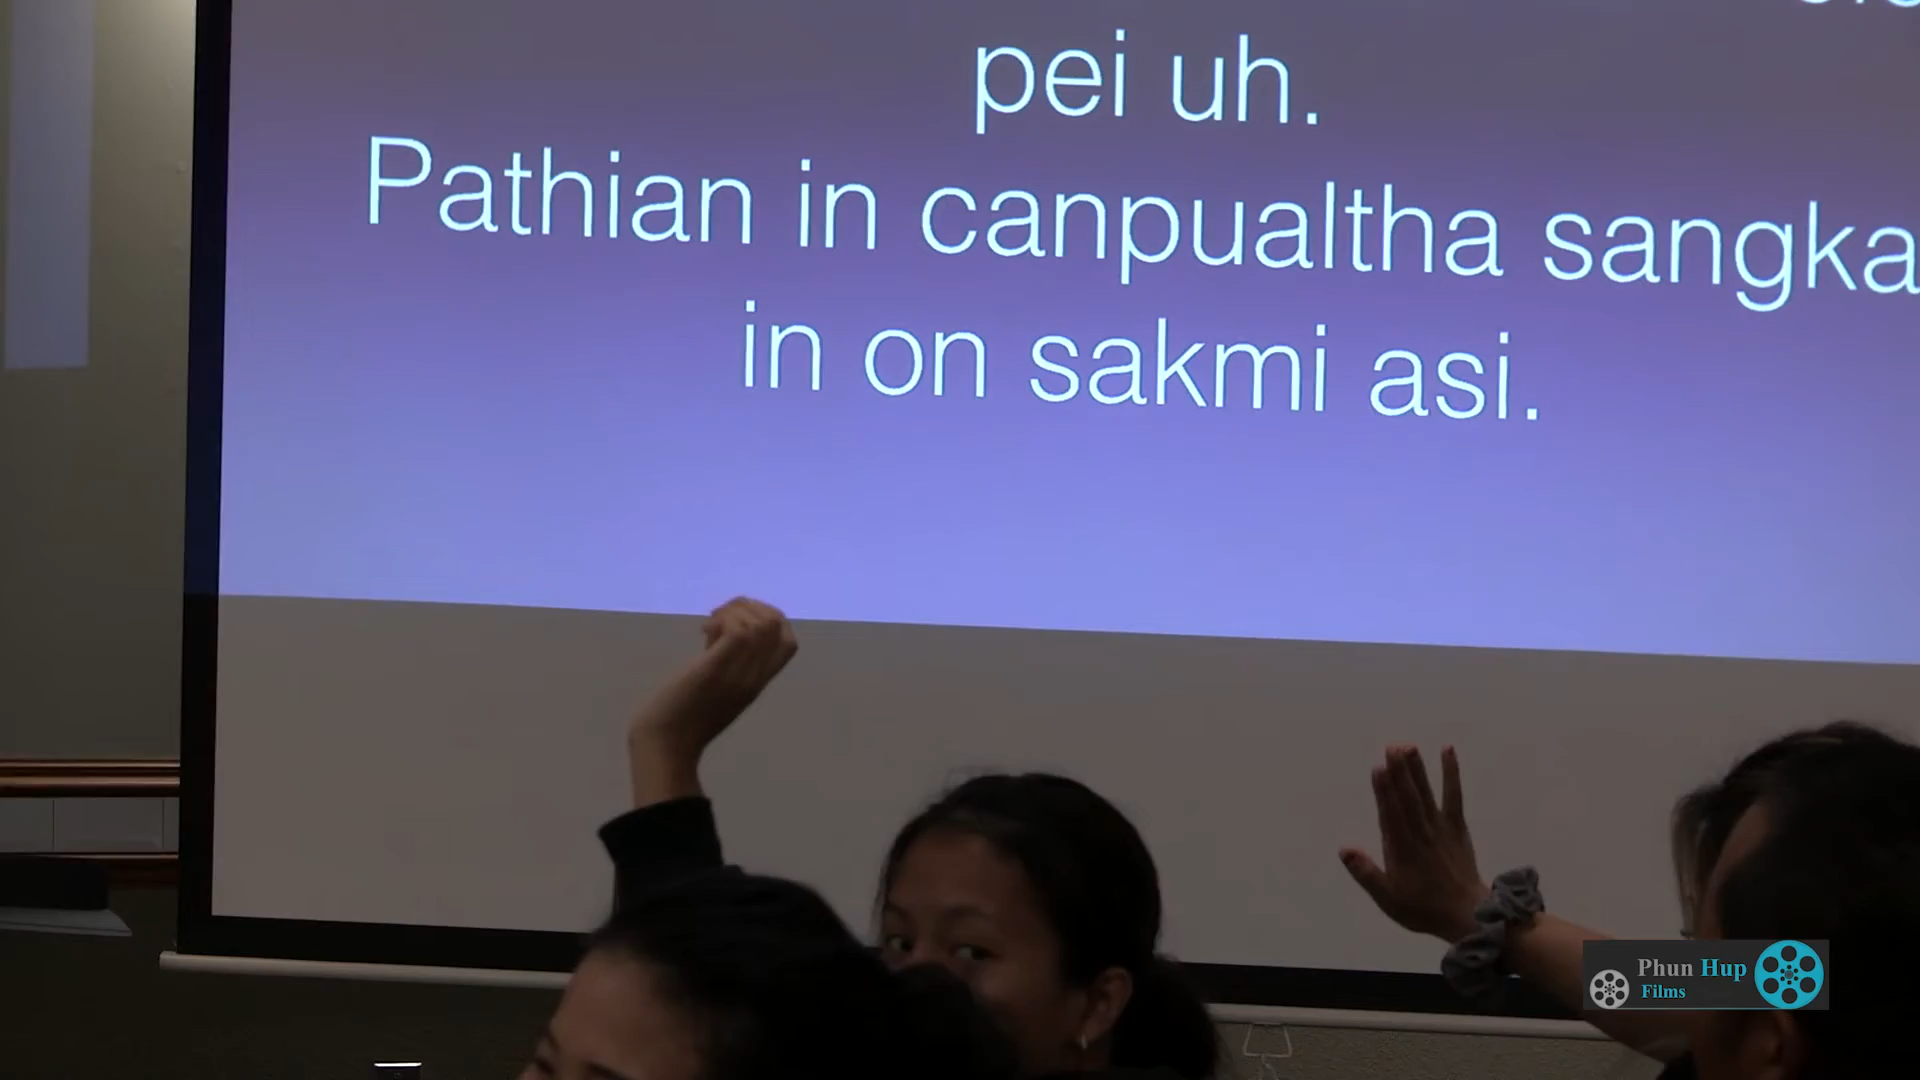 pei uh.
Pathian in canpualtha sangka
in on sakmi asi.
Phun Hup
Films